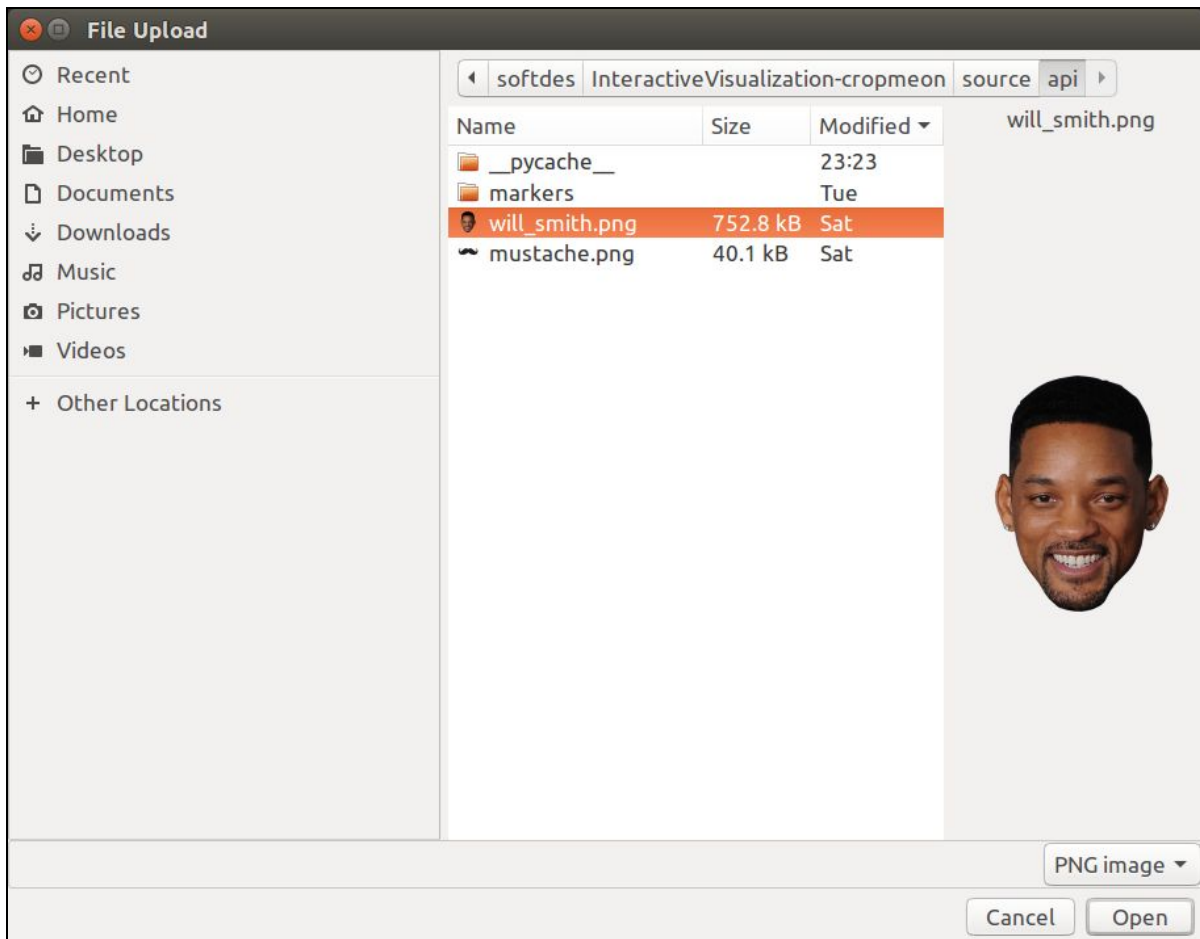 File Upload
Recent
Home
Desktop
Documents
Downloads
Music
Pictures
Videos
Other Locations
softdes InteractiveVisualization-cropmeon source api
Name Size Modified
__pycache__ 23:23
markers Tue
will_smith.png 752.8 kB Sat
mustache.png 40.1 kB Sat
will_smith.png
PNG image
Cancel Open